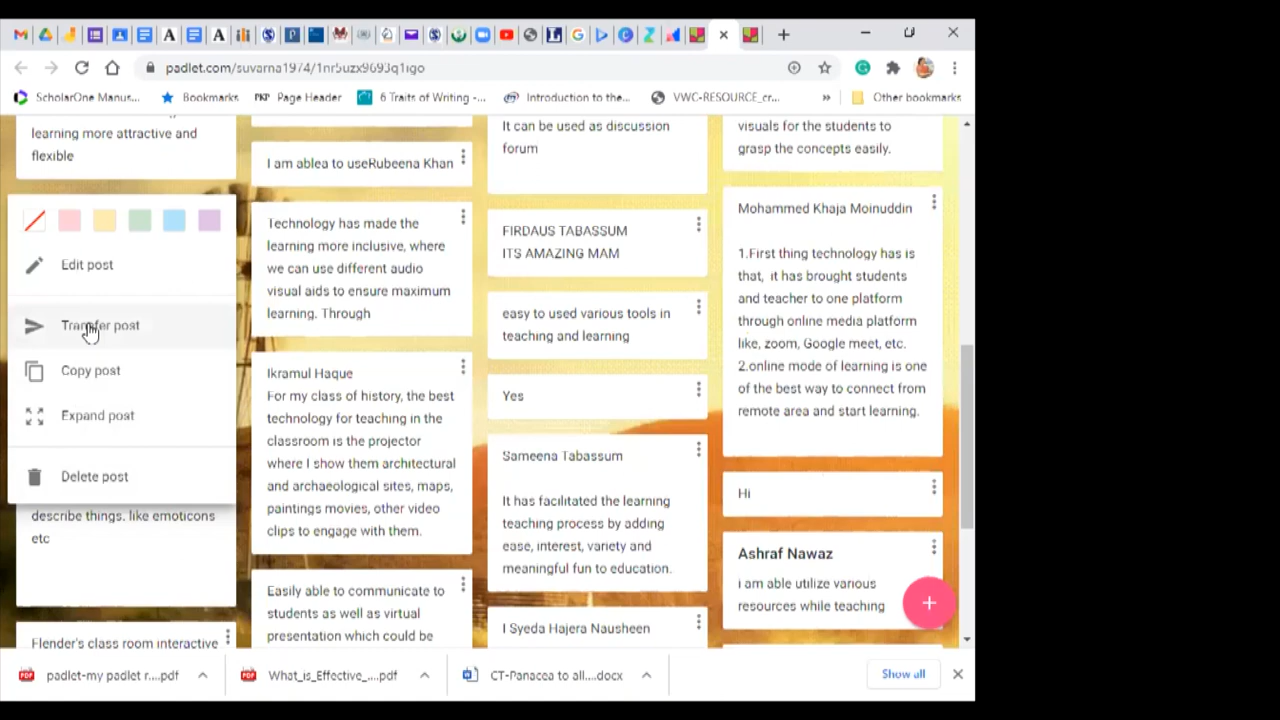 padlet.com/suvarna1974/1nr5uzx9693q1igo
ScholarOne Manus...
Bookmarks
PKP Page Header
6 Traits of Writing -...
Introduction to the...
VWC-RESOURCE_cr...
»
Other bookmarks
learning more attractive and
flexible
Edit post
Transfer post
Copy post
Expand post
Delete post
describe things. like emoticons
etc
Flender's class room interactive
I am ablea to useRubeena Khan
Technology has made the
learning more inclusive, where
we can use different audio
visual aids to ensure maximum
learning. Through
Ikramul Haque
For my class of history, the best
technology for teaching in the
classroom is the projector
where I show them architectural
and archaeological sites, maps,
paintings movies, other video
clips to engage with them.
Easily able to communicate to
students as well as virtual
presentation which could be
It can be used as discussion
forum
FIRDAUS TABASSUM
ITS AMAZING MAM
easy to used various tools in
teaching and learning
Yes
Sameena Tabassum
It has facilitated the learning
teaching process by adding
ease, interest, variety and
meaningful fun to education.
I Syeda Hajera Nausheen
visuals for the students to
grasp the concepts easily.
Mohammed Khaja Moinuddin
1.First thing technology has is
that, it has brought students
and teacher to one platform
through online media platform
like, zoom, Google meet, etc.
2.online mode of learning is one
of the best way to connect from
remote area and start learning.
Hi
Ashraf Nawaz
i am able utilize various
resources while teaching
padlet-my padlet r....pdf
What_is_Effective_....pdf
CT-Panacea to all....docx
Show all